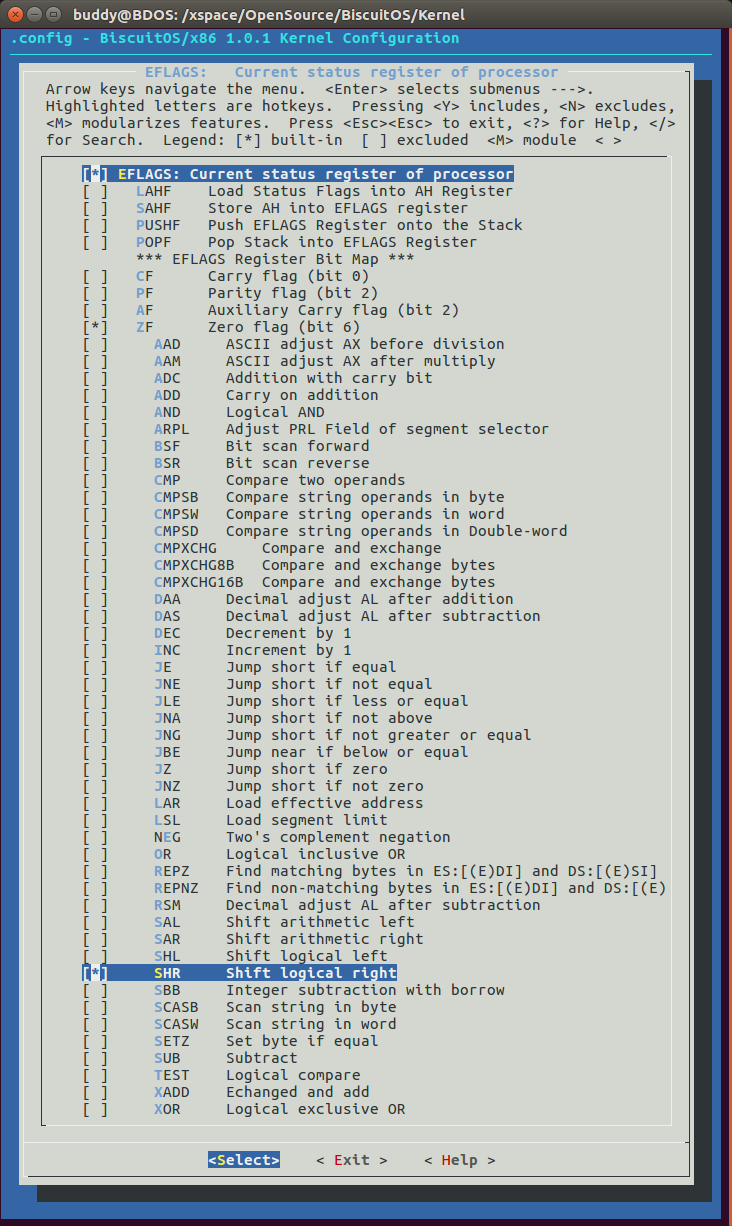 buddy@BDOS: /xspace/OpenSource/BiscuitOS/Kernel
.config - BiscuitOS/x86 1.0.1 Kernel Configuration
EFLAGS:   Current status register of processor
Arrow keys navigate the menu.  <Enter> selects submenus --->.
Highlighted letters are hotkeys.  Pressing <Y> includes, <N> excludes,
<M> modularizes features.  Press <Esc><Esc> to exit, <?> for Help, </>
for Search.  Legend: [*] built-in  [ ] excluded  <M> module  < >
[*] EFLAGS: Current status register of processor
[ ]   LAHF    Load Status Flags into AH Register
[ ]   SAHF    Store AH into EFLAGS register
[ ]   PUSHF   Push EFLAGS Register onto the Stack
[ ]   POPF    Pop Stack into EFLAGS Register
*** EFLAGS Register Bit Map ***
[ ]   CF      Carry flag (bit 0)
[ ]   PF      Parity flag (bit 2)
[ ]   AF      Auxiliary Carry flag (bit 2)
[*]   ZF      Zero flag (bit 6)
[ ]     AAD     ASCII adjust AX before division
[ ]     AAM     ASCII adjust AX after multiply
[ ]     ADC     Addition with carry bit
[ ]     ADD     Carry on addition
[ ]     AND     Logical AND
[ ]     ARPL    Adjust PRL Field of segment selector
[ ]     BSF     Bit scan forward
[ ]     BSR     Bit scan reverse
[ ]     CMP     Compare two operands
[ ]     CMPSB   Compare string operands in byte
[ ]     CMPSW   Compare string operands in word
[ ]     CMPSD   Compare string operands in Double-word
[ ]     CMPXCHG     Compare and exchange
[ ]     CMPXCHG8B   Compare and exchange bytes
[ ]     CMPXCHG16B  Compare and exchange bytes
[ ]     DAA     Decimal adjust AL after addition
[ ]     DAS     Decimal adjust AL after subtraction
[ ]     DEC     Decrement by 1
[ ]     INC     Increment by 1
[ ]     JE      Jump short if equal
[ ]     JNE     Jump short if not equal
[ ]     JLE     Jump short if less or equal
[ ]     JNA     Jump short if not above
[ ]     JNG     Jump short if not greater or equal
[ ]     JBE     Jump near if below or equal
[ ]     JZ      Jump short if zero
[ ]     JNZ     Jump short if not zero
[ ]     LAR     Load effective address
[ ]     LSL     Load segment limit
[ ]     NEG     Two's complement negation
[ ]     OR      Logical inclusive OR
[ ]     REPZ    Find matching bytes in ES:[(E)DI] and DS:[(E)SI]
[ ]     REPNZ   Find non-matching bytes in ES:[(E)DI] and DS:[(E)
[ ]     RSM     Decimal adjust AL after subtraction
[ ]     SAL     Shift arithmetic left
[ ]     SAR     Shift arithmetic right
[ ]     SHL     Shift logical left
[*]     SHR     Shift logical right
[ ]     SBB     Integer subtraction with borrow
[ ]     SCASB   Scan string in byte
[ ]     SCASW   Scan string in word
[ ]     SETZ    Set byte if equal
[ ]     SUB     Subtract
[ ]     TEST    Logical compare
[ ]     XADD    Echanged and add
[ ]     XOR     Logical exclusive OR
<Select>    < Exit >    < Help >